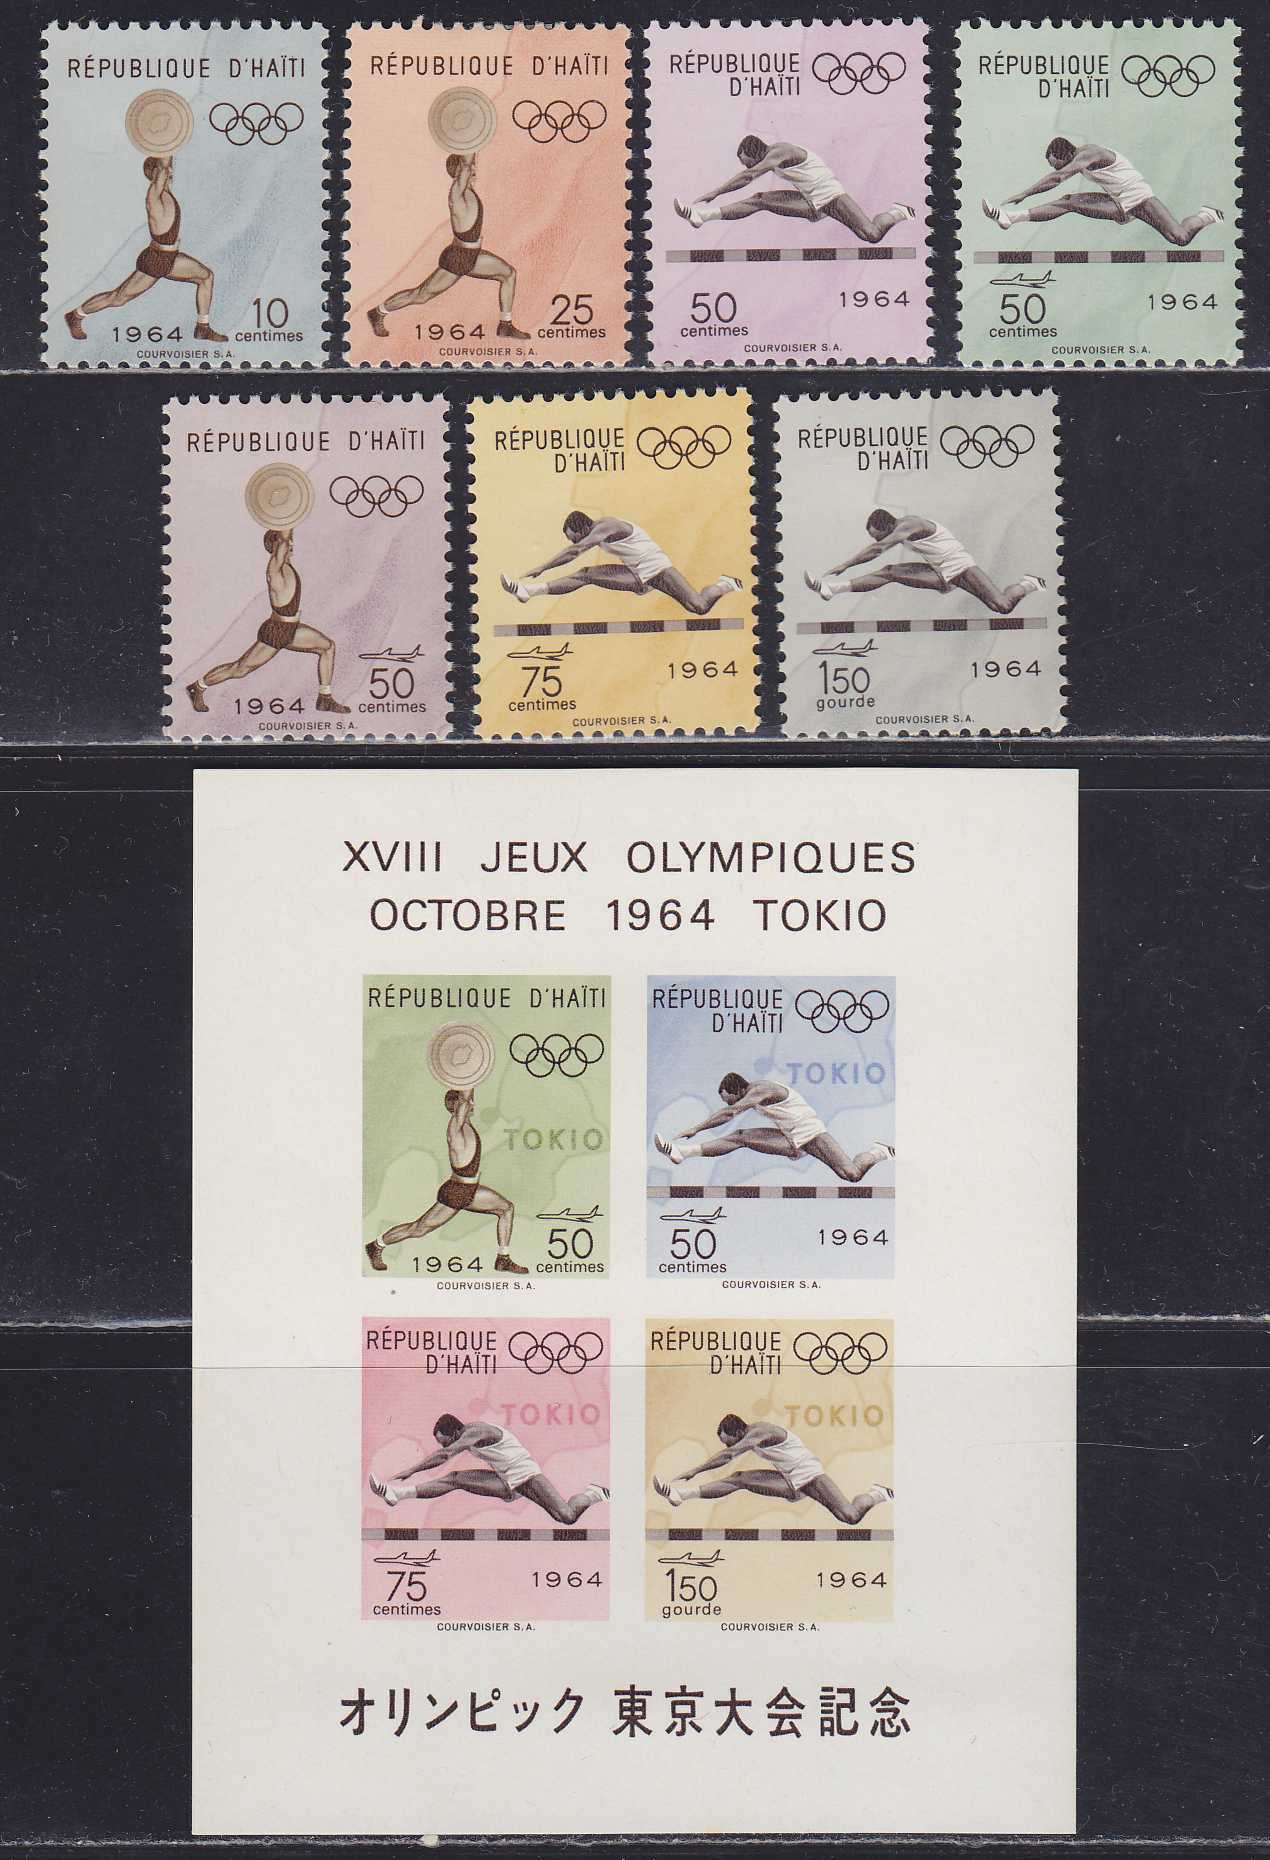 RÉPUBLIQUE D'HAÏTI
1964
10
centimes
COURVOISIER S.A.
RÉPUBLIQUE D'HAÏTI
1964
25
centimes
COURVOISIER S.A.
RÉPUBLIQUE
D'HAÏTI
50
centimes
1964
COURVOISIER S.A.
RÉPUBLIQUE
D'HAÏTI
50
centimes
1964
COURVOISIER S.A.
RÉPUBLIQUE D'HAÏTI
1964
50
centimes
COURVOISIER S.A.
RÉPUBLIQUE
D'HAÏTI
75
centimes
1964
COURVOISIER S.A.
RÉPUBLIQUE
D'HAÏTI
150
gourde
1964
COURVOISIER S.A.
XVIII JEUX OLYMPIQUES
OCTOBRE 1964 TOKIO
RÉPUBLIQUE D'HAÏTI
TOKIO
1964
50
centimes
COURVOISIER S.A.
RÉPUBLIQUE
D'HAÏTI
TOKIO
50
centimes
1964
COURVOISIER S.A.
RÉPUBLIQUE
D'HAÏTI
TOKIO
75
centimes
1964
COURVOISIER S.A.
RÉPUBLIQUE
D'HAÏTI
TOKIO
150
gourde
1964
COURVOISIER S.A.
オリンピック 東京大会記念